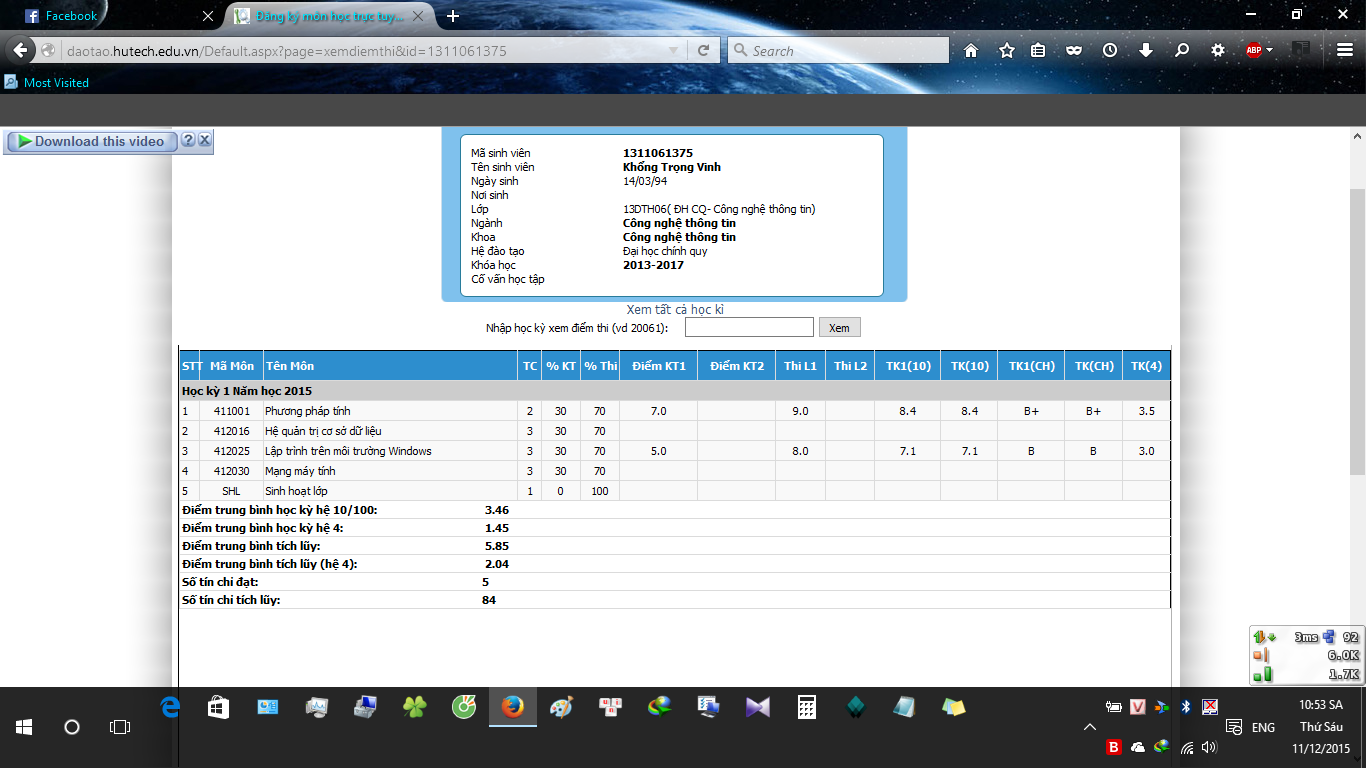 Facebook
Đăng ký môn học trực tuy...
daotao.hutech.edu.vn/Default.aspx?page=xemdiemthi&id=1311061375
Search
ABP
Most Visited
Download this video
Mã sinh viên 1311061375
Tên sinh viên Khổng Trọng Vinh
Ngày sinh 14/03/94
Nơi sinh
Lớp 13DTH06( ĐH CQ- Công nghệ thông tin)
Ngành Công nghệ thông tin
Khoa Công nghệ thông tin
Hệ đào tạo Đại học chính quy
Khóa học 2013-2017
Cố vấn học tập
Xem tất cả học kì
Nhập học kỳ xem điểm thi (vd 20061): Xem
STT Mã Môn Tên Môn TC % KT % Thi Điểm KT1 Điểm KT2 Thi L1 Thi L2 TK1(10) TK(10) TK1(CH) TK(CH) TK(4)
Học kỳ 1 Năm học 2015
1 411001 Phương pháp tính 2 30 70 7.0 9.0 8.4 8.4 B+ B+ 3.5
2 412016 Hệ quản trị cơ sở dữ liệu 3 30 70
3 412025 Lập trình trên môi trường Windows 3 30 70 5.0 8.0 7.1 7.1 B B 3.0
4 412030 Mạng máy tính 3 30 70
5 SHL Sinh hoạt lớp 1 0 100
Điểm trung bình học kỳ hệ 10/100: 3.46
Điểm trung bình học kỳ hệ 4: 1.45
Điểm trung bình tích lũy: 5.85
Điểm trung bình tích lũy (hệ 4): 2.04
Số tín chỉ đạt: 5
Số tín chỉ tích lũy: 84
3ms 92
6.0K
1.7K
10:53 SA
ENG Thứ Sáu
11/12/2015